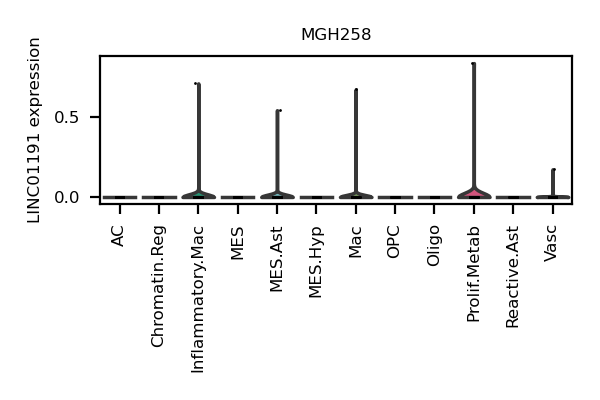 MGH258
LINC01191 expression
0.5
0.0
AC
Chromatin.Reg
Inflammatory.Mac
MES
MES.Ast
MES.Hyp
Mac
OPC
Oligo
Prolif.Metab
Reactive.Ast
Vasc